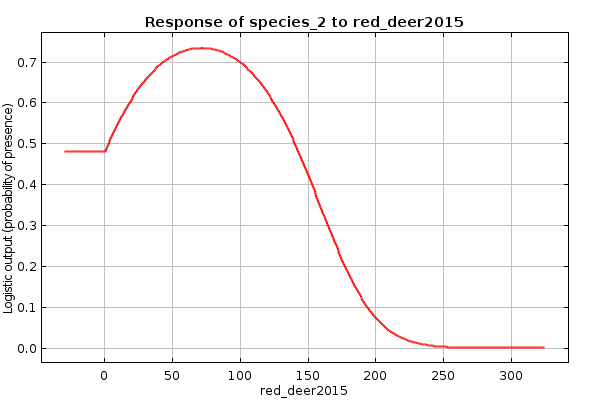 Response of species_2 to red_deer2015
Logistic output (probability of presence)
0.7
0.6
0.5
0.4
0.3
0.2
0.1
0.0
0 50 100 150 200 250 300
red_deer2015